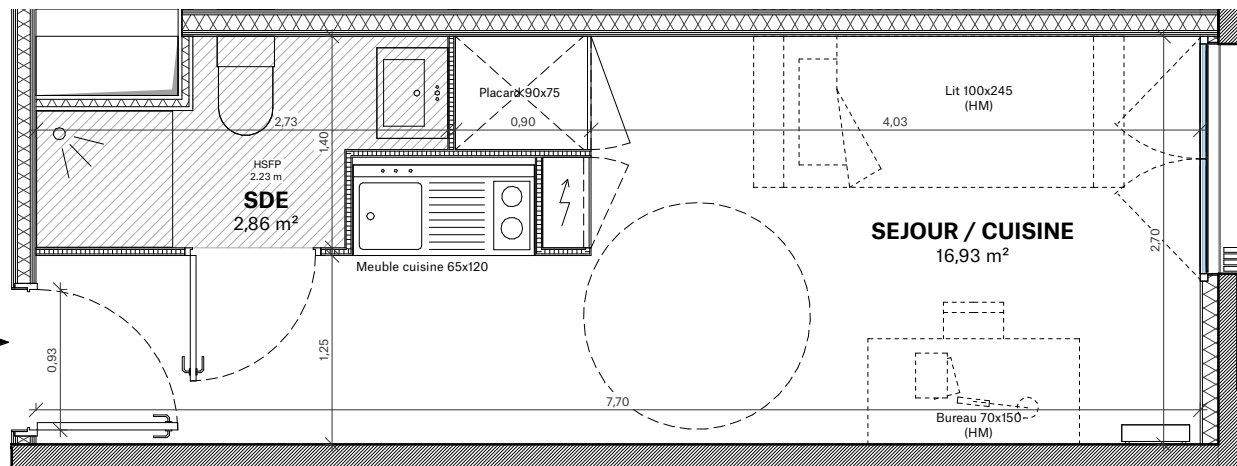 Placard 90x75
Lit 100x245
(HM)
2,73
1,40
0,90
4,03
HSFP
2.23 m
SDE
2,86 m²
SEJOUR / CUISINE
16,93 m²
2,70
Meuble cuisine 65x120
0,93
1,25
7,70
Bureau 70x150
(HM)